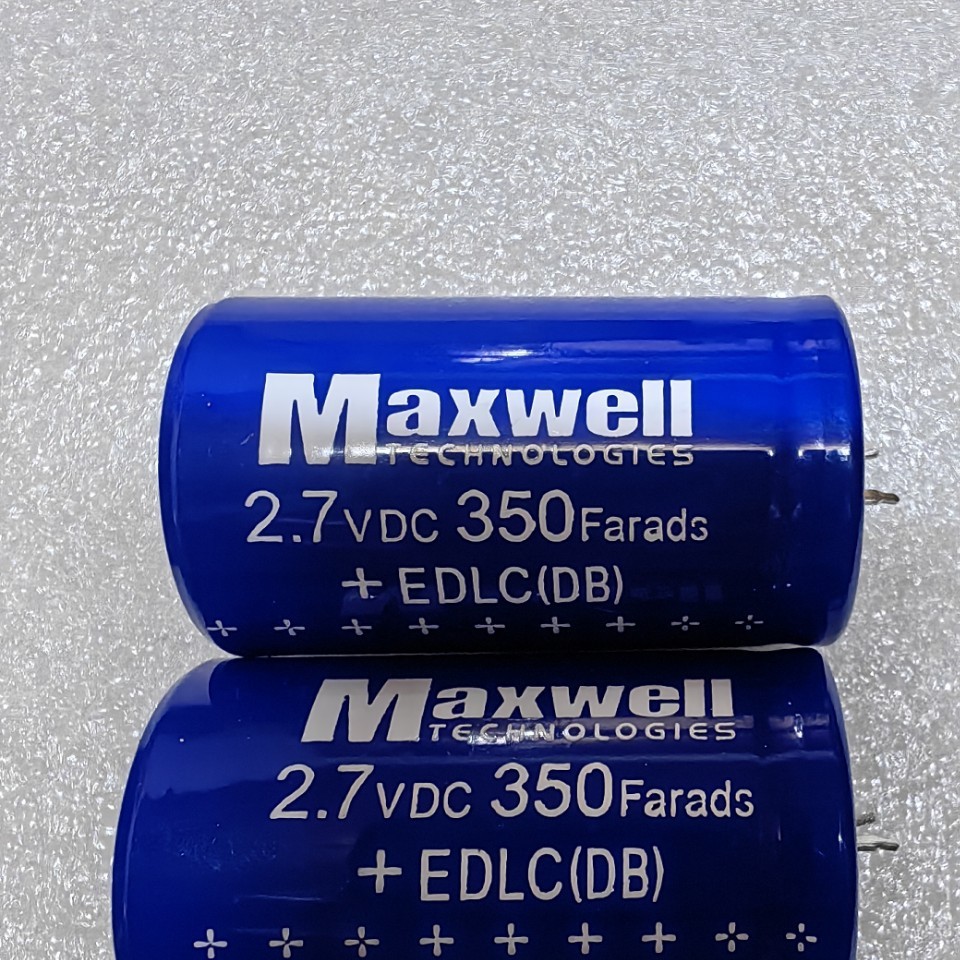 Maxwell
TECHNOLOGIES
2.7VDC 350Farads
+ EDLC(DB)
+ + + + + + + + +
Maxwell
TECHNOLOGIES
2.7VDC 350Farads
+ EDLC(DB)
+ + + + + + + + +